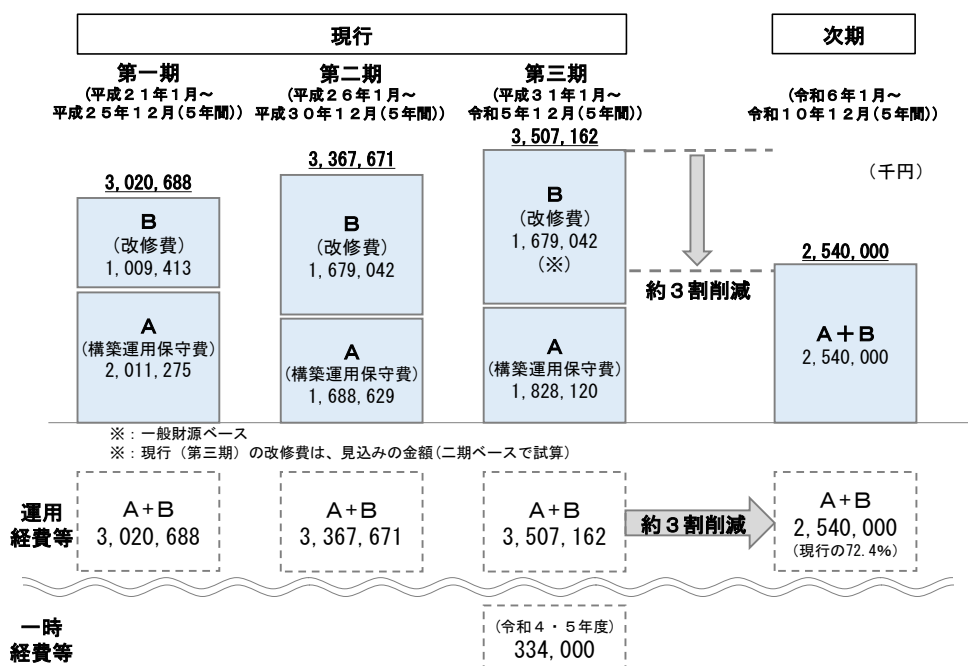 現行
次期
第一期
(平成21年1月～
平成25年12月(5年間))
第二期
(平成26年1月～
平成30年12月(5年間))
第三期
(平成31年1月～
令和5年12月(5年間))
(令和6年1月～
令和10年12月(5年間))
(千円)
3,020,688
B
(改修費)
1,009,413
A
(構築運用保守費)
2,011,275
3,367,671
B
(改修費)
1,679,042
A
(構築運用保守費)
1,688,629
3,507,162
B
(改修費)
1,679,042
(※)
A
(構築運用保守費)
1,828,120
約3割削減
2,540,000
A+B
2,540,000
※：一般財源ベース
※：現行（第三期）の改修費は、見込みの金額(二期ベースで試算)
運用
経費等
A+B
3,020,688
A+B
3,367,671
A+B
3,507,162
約3割削減
A+B
2,540,000
(現行の72.4%)
一時
経費等
(令和4・5年度)
334,000